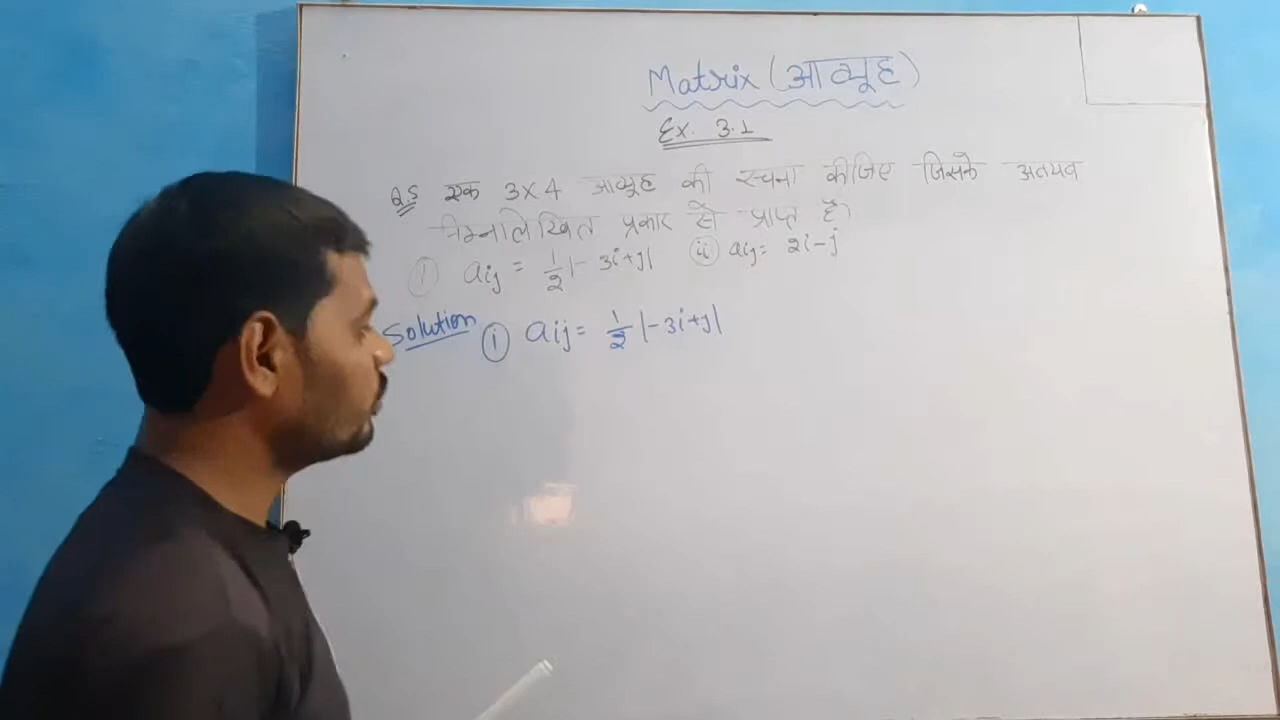 Matrix (आव्यूह)
Ex. 3.1
Q.5 एक 3×4 आव्यूह की रचना कीजिए जिसके अवयव
निम्नलिखित प्रकार से प्राप्त है।
(i) aij = 1/2 |-3i+j| (ii) aij = 2i-j
Solution (i) aij = 1/2 |-3i+j|